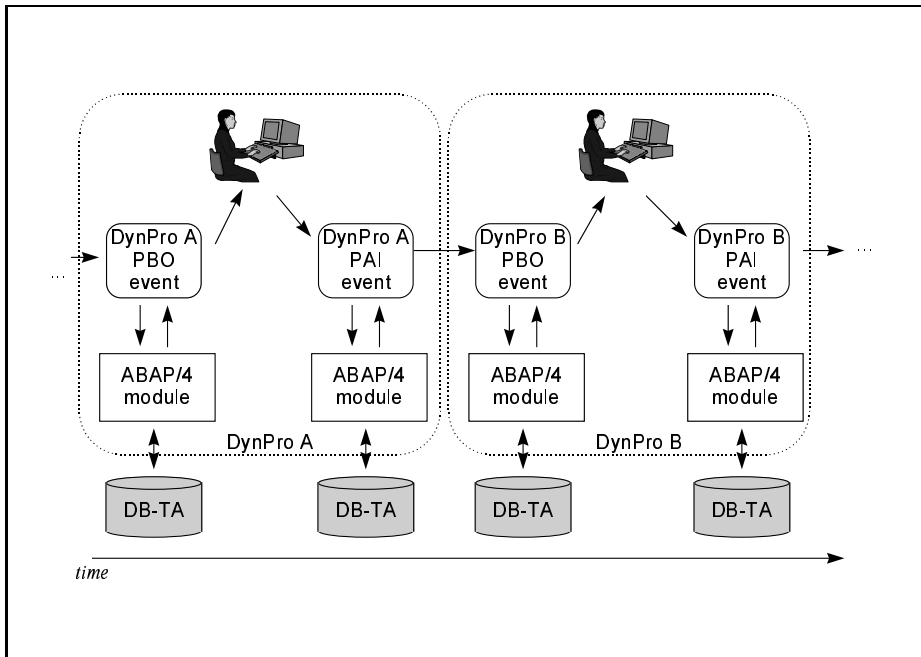 DynPro A
PBO
event
DynPro A
PAI
event
DynPro B
PBO
event
DynPro B
PAI
event
...
...
ABAP/4
module
ABAP/4
module
ABAP/4
module
ABAP/4
module
DynPro A
DynPro B
DB-TA
DB-TA
DB-TA
DB-TA
time